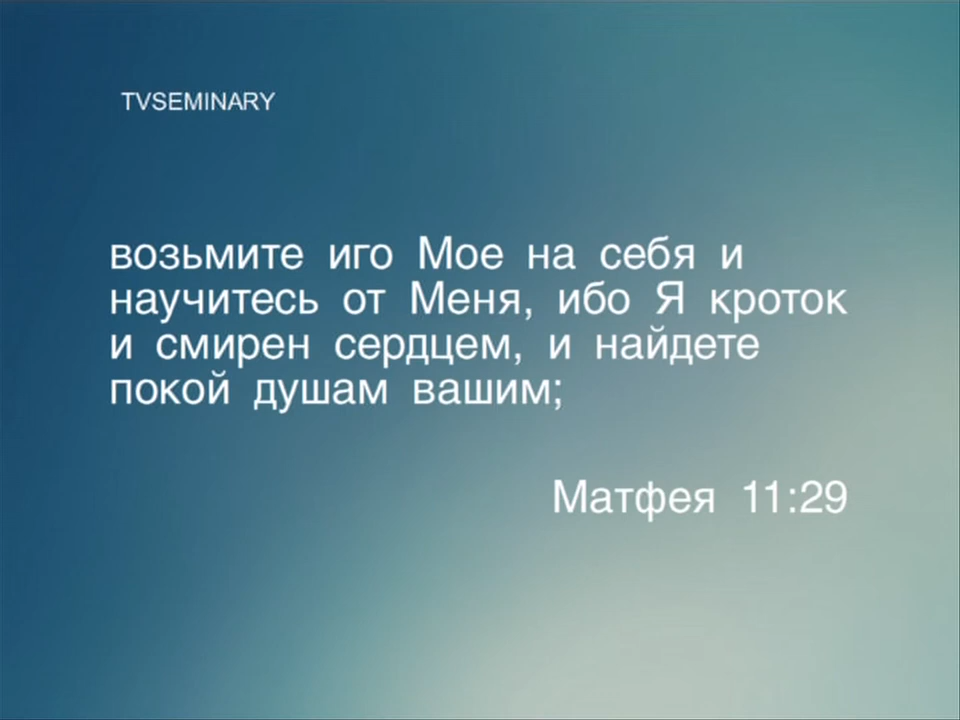 TVSEMINARY
возьмите иго Мое на себя и
научитесь от Меня, ибо Я кроток
и смирен сердцем, и найдете
покой душам вашим;
Матфея 11:29